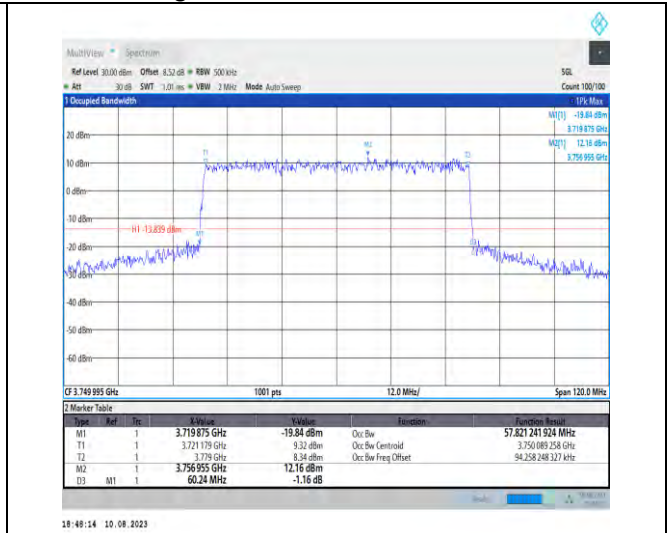 MultiView Spectrum
Ref Level 30.00 dBm Offset 8.52 dB RBW 500 kHz SGL
Att 30 dB SWT 1.01 ms VBW 2 MHz Mode Auto Sweep Count 100/100
1 Occupied Bandwidth 1Pk Max
M1[1] -19.84 dBm
3.719 875 GHz
20 dBm
M2[1] 12.16 dBm
3.756 955 GHz
M2
T1
T2
10 dBm
0 dBm
-10 dBm
H1 -13.839 dBm
M1
-20 dBm
D3
-30 dBm
-40 dBm
-50 dBm
-60 dBm
CF 3.749 995 GHz 1001 pts 12.0 MHz/ Span 120.0 MHz
2 Marker Table
Type Ref Trc X-Value Y-Value Function Function Result
M1 1 3.719 875 GHz -19.84 dBm Occ Bw 57.821 241 924 MHz
T1 1 3.721 179 GHz 9.32 dBm Occ Bw Centroid 3.750 089 258 GHz
T2 1 3.779 GHz 8.34 dBm Occ Bw Freq Offset 94.258 248 327 kHz
M2 1 3.756 955 GHz 12.16 dBm
D3 M1 1 60.24 MHz -1.16 dB
18:48:14 10.08.2023